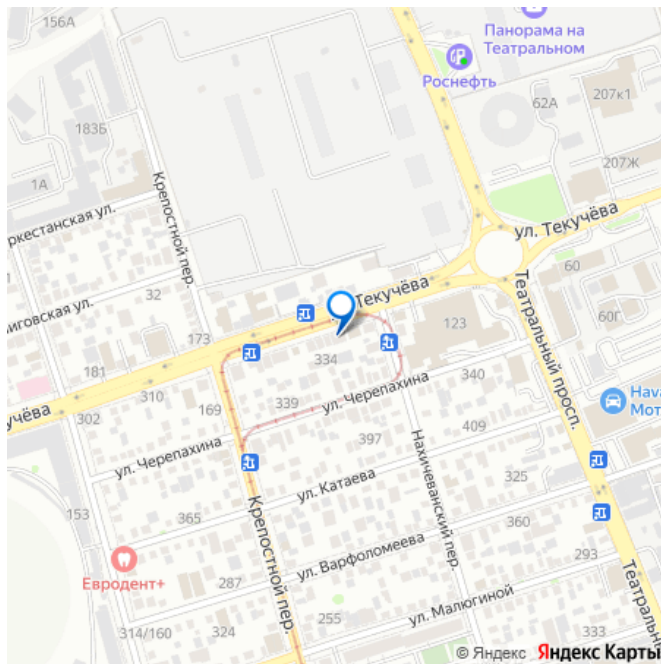 156А
Панорама на
Театральном
Роснефть
207к1
62А
183Б
207Ж
1А
Крепостной пер.
ркестанская ул.
ул. Текучёва
32
60
лиговская ул.
Текучёва
173
123
60Г
Театральный просп.
181
334
310
302
кучёва
169
339
ул. Черепахина
340
Hava
Мот
409
397
ул. Черепахина
Нахичеванский пер.
ул. Катаева
325
153
365
Крепостной пер.
360
ул. Варфоломеева
293
Евродент+
287
ул. Малюгиной
Театральн
255
314/160
324
333
© Яндекс Яндекс Карты